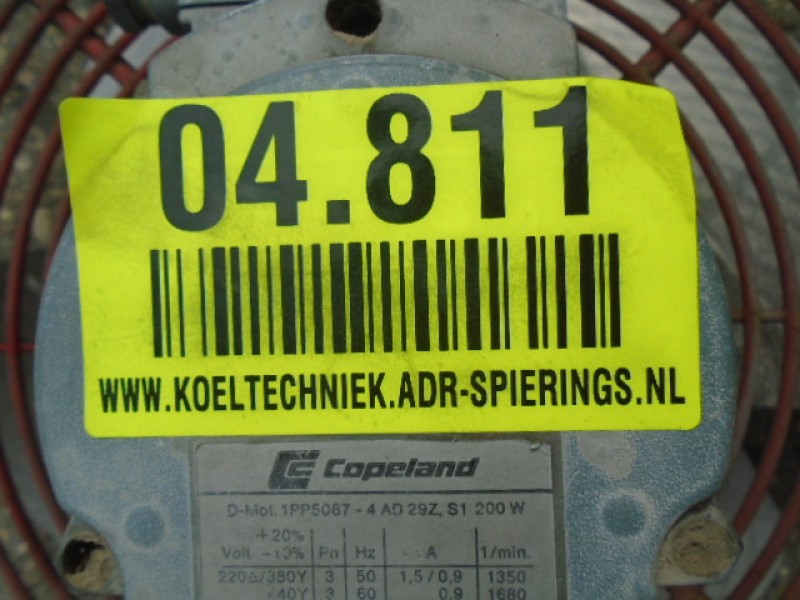 04.811
WWW.KOELTECHNIEK.ADR-SPIERINGS.NL
Copeland
D-Mot. 1PP5067 - 4 AD 29Z, S1 200 W
+20%
Volt -10% Ph Hz A 1/min.
220Δ/380Y 3 50 1,5 / 0,9 1350
3 60 0,9 1680